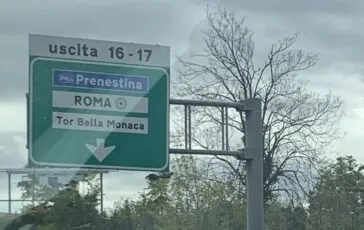 uscita 16-17
Prenestina
ROMA
Tor Bella Monaca